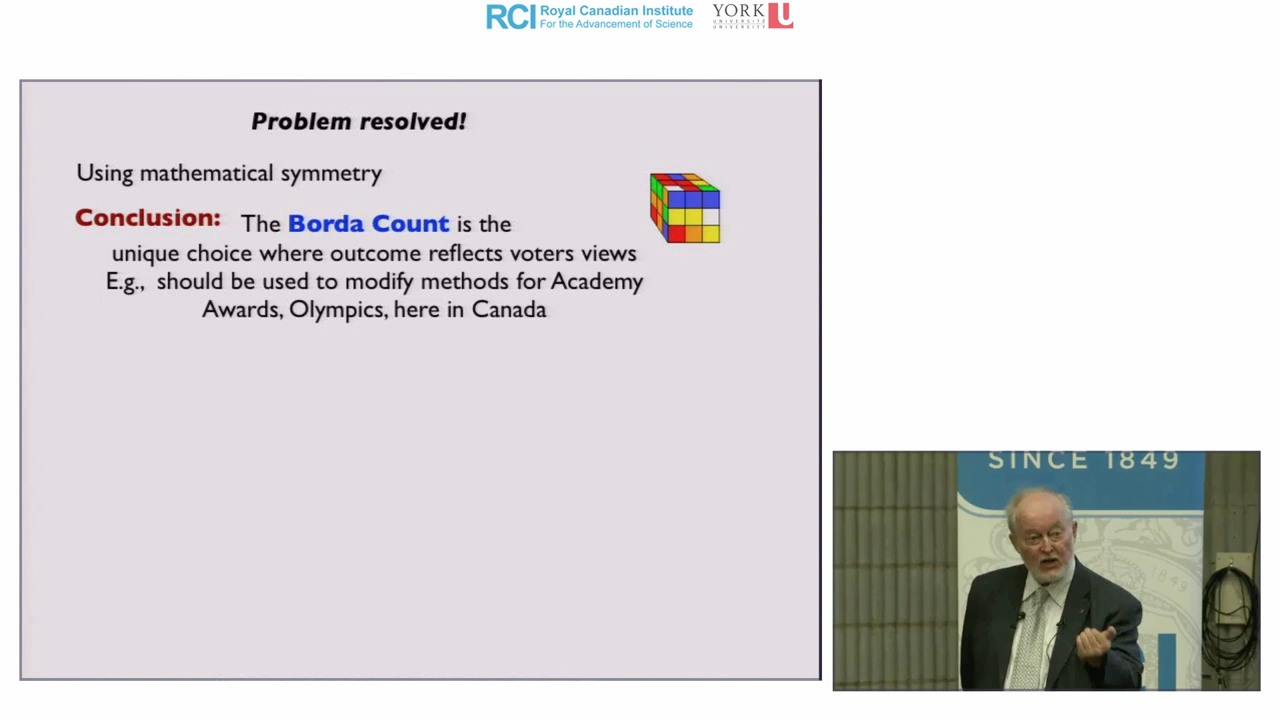 RCI Royal Canadian Institute
For the Advancement of Science
YORK U
UNIVERSITÉ
UNIVERSITY
Problem resolved!
Using mathematical symmetry
Conclusion: The Borda Count is the
unique choice where outcome reflects voters views
E.g., should be used to modify methods for Academy
Awards, Olympics, here in Canada
SINCE 1849